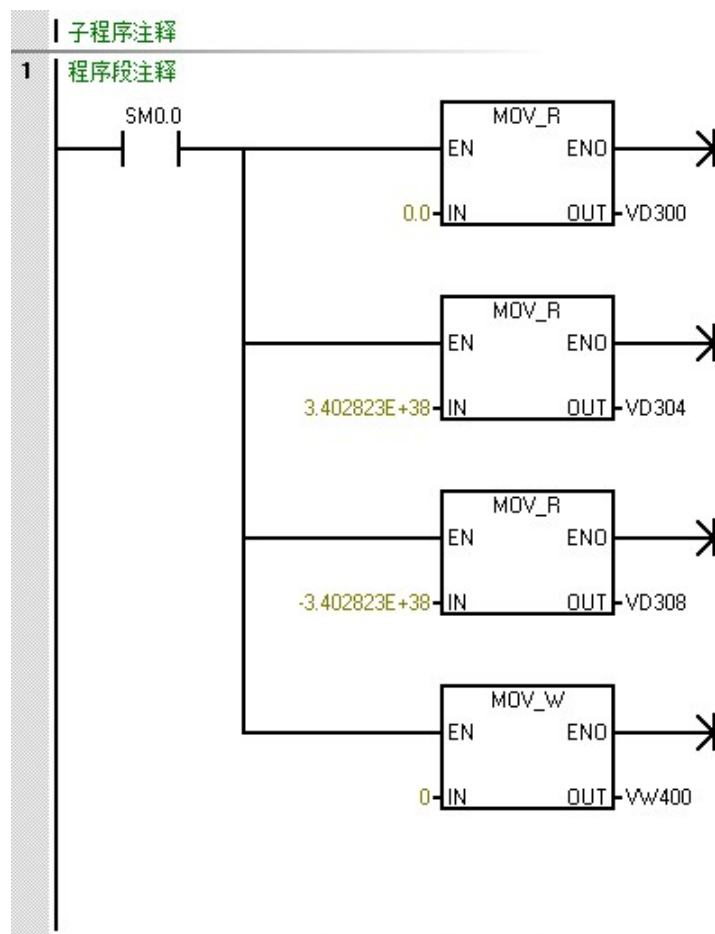 子程序注释
1 程序段注释
SM0.0
MOV_R
EN ENO
0.0 IN OUT VD300
MOV_R
EN ENO
3.402823E+38 IN OUT VD304
MOV_R
EN ENO
-3.402823E+38 IN OUT VD308
MOV_W
EN ENO
0 IN OUT VW400